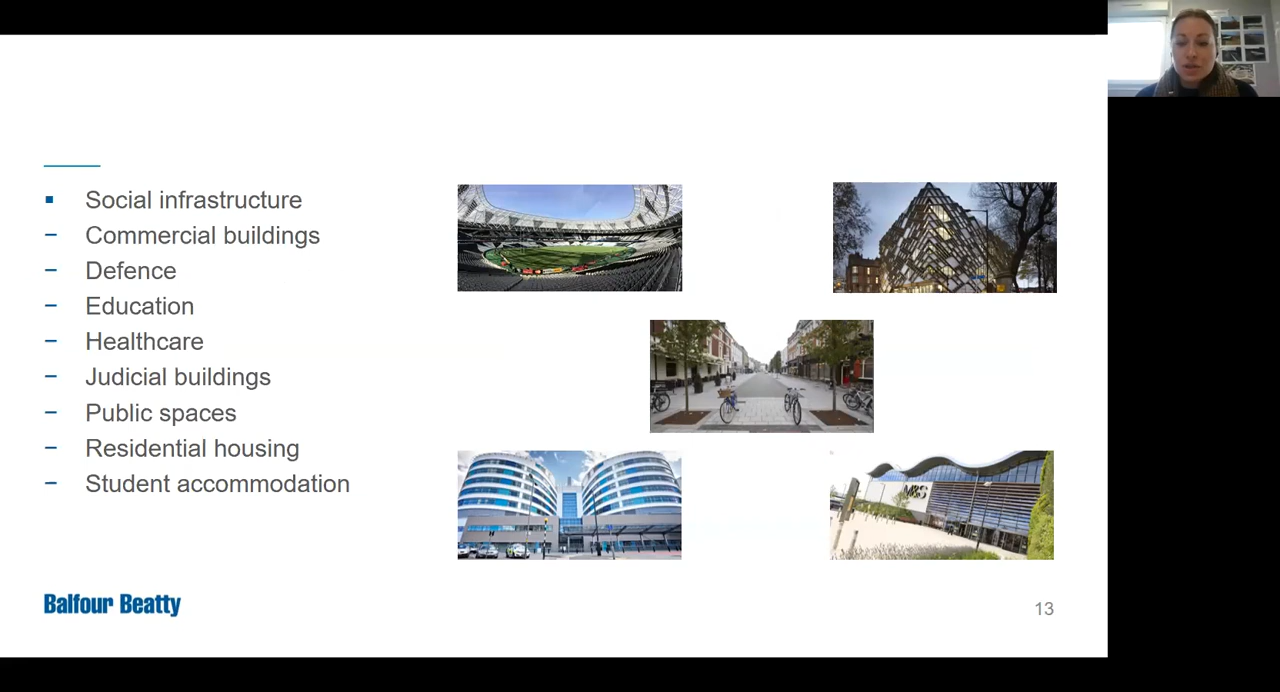 Social infrastructure
Commercial buildings
Defence
Education
Healthcare
Judicial buildings
Public spaces
Residential housing
Student accommodation
M&S
Balfour Beatty
13